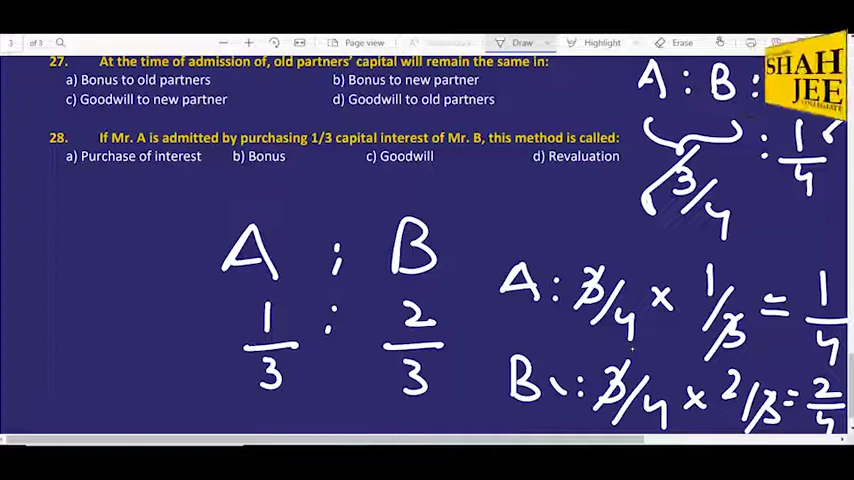 3 of 3 Page view Draw Highlight Erase
27. At the time of admission of, old partners' capital will remain the same in:
a) Bonus to old partners b) Bonus to new partner
c) Goodwill to new partner d) Goodwill to old partners
28. If Mr. A is admitted by purchasing 1/3 capital interest of Mr. B, this method is called:
a) Purchase of interest b) Bonus c) Goodwill d) Revaluation
SHAH
JEE
A : B :
3/4 : 1/4
A : B
1/3 : 2/3
A : 3/4 × 1/3 = 1/4
B : 3/4 × 2/3 = 2/4